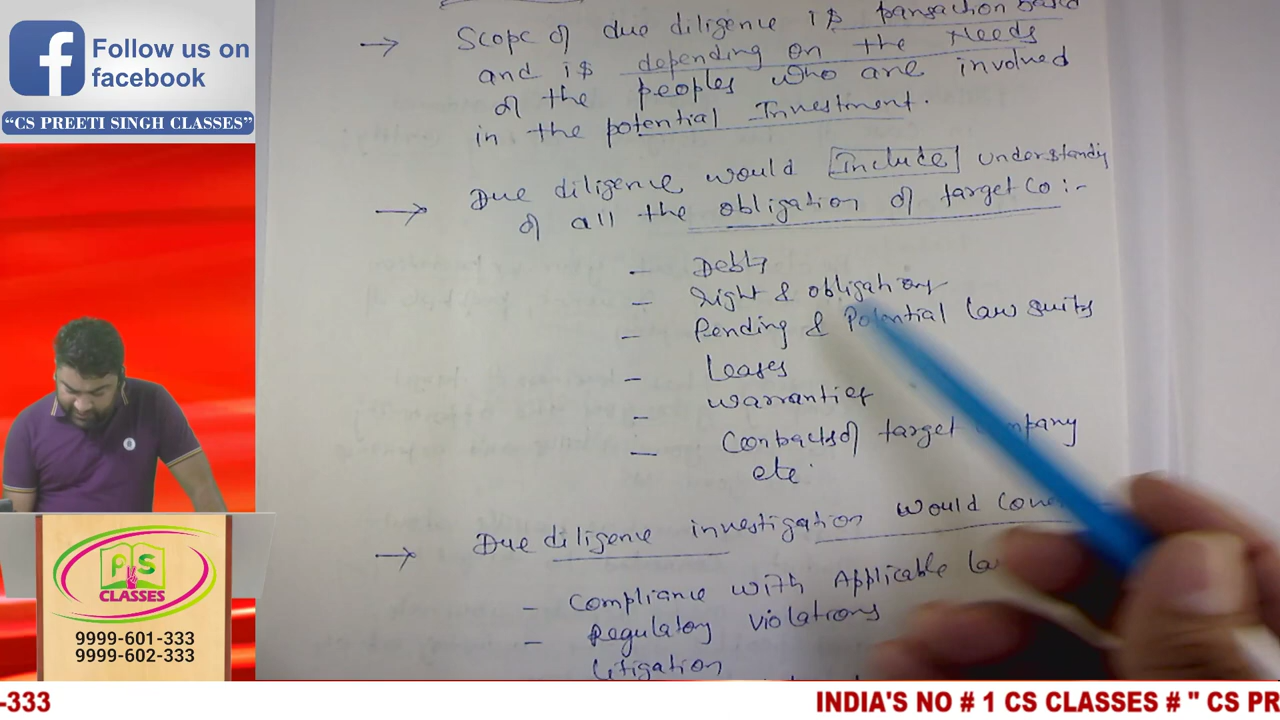 Follow us on
facebook
“CS PREETI SINGH CLASSES”
→ Scope of due diligence is transaction based
and is depending on the Needs
of the peoples who are involved
in the potential Investment.
→ Due diligence would Include understanding
of all the obligation of target co :-
- Debts
- right & obligations
- Pending & Potential law suits
- Leases
- warranties
- Contracts of target company
etc.
→ Due diligence investigation would
- Compliance with Applicable
- Regulatory violations
Litigation
PS
CLASSES
9999-601-333
9999-602-333
-333 INDIA'S NO # 1 CS CLASSES # " CS PR